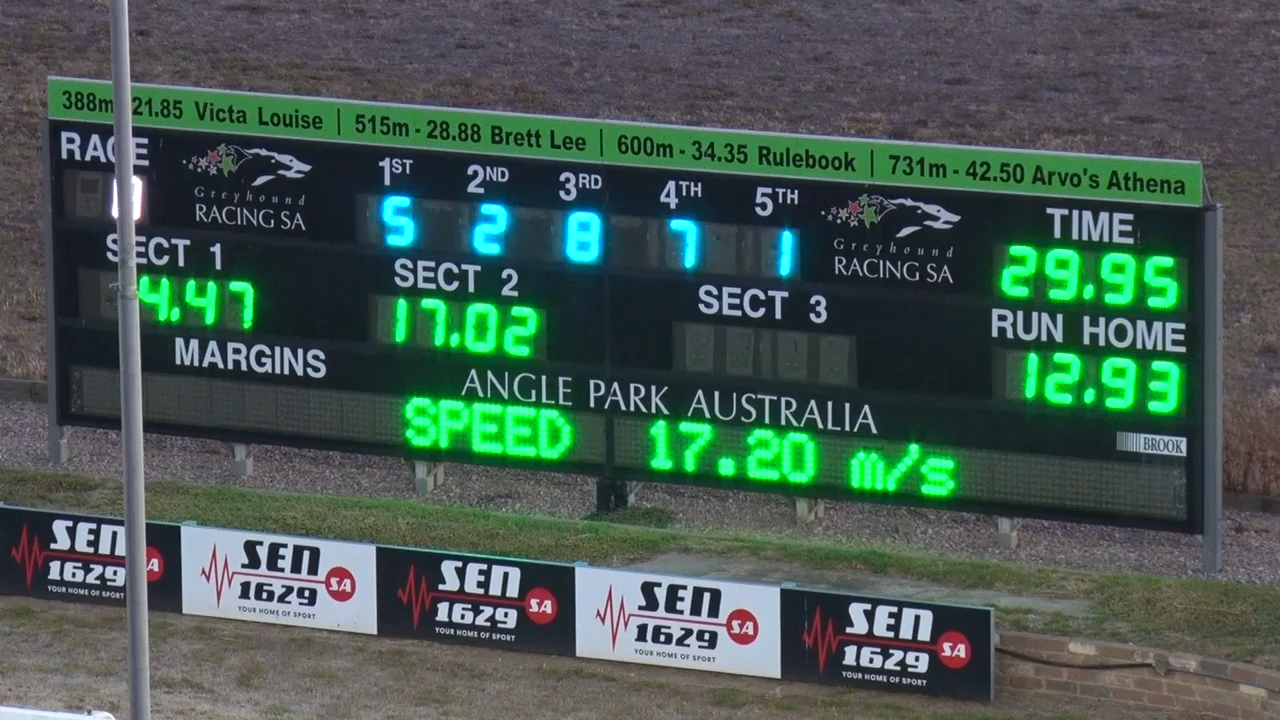 388m 21.85 Victa Louise | 515m - 28.88 Brett Lee | 600m - 34.35 Rulebook | 731m - 42.50 Arvo's Athena
RACE
Greyhound
RACING SA
1ST 2ND 3RD 4TH 5TH
5 2 8 7 1
Greyhound
RACING SA
TIME
29.95
SECT 1
4.47
SECT 2
17.02
SECT 3
RUN HOME
12.93
MARGINS
ANGLE PARK AUSTRALIA
SPEED 17.20 m/s
BROOK
SEN
1629
SA
YOUR HOME OF SPORT
SEN
1629
SA
YOUR HOME OF SPORT
SEN
1629
SA
YOUR HOME OF SPORT
SEN
1629
SA
YOUR HOME OF SPORT
SEN
1629
SA
YOUR HOME OF SPORT